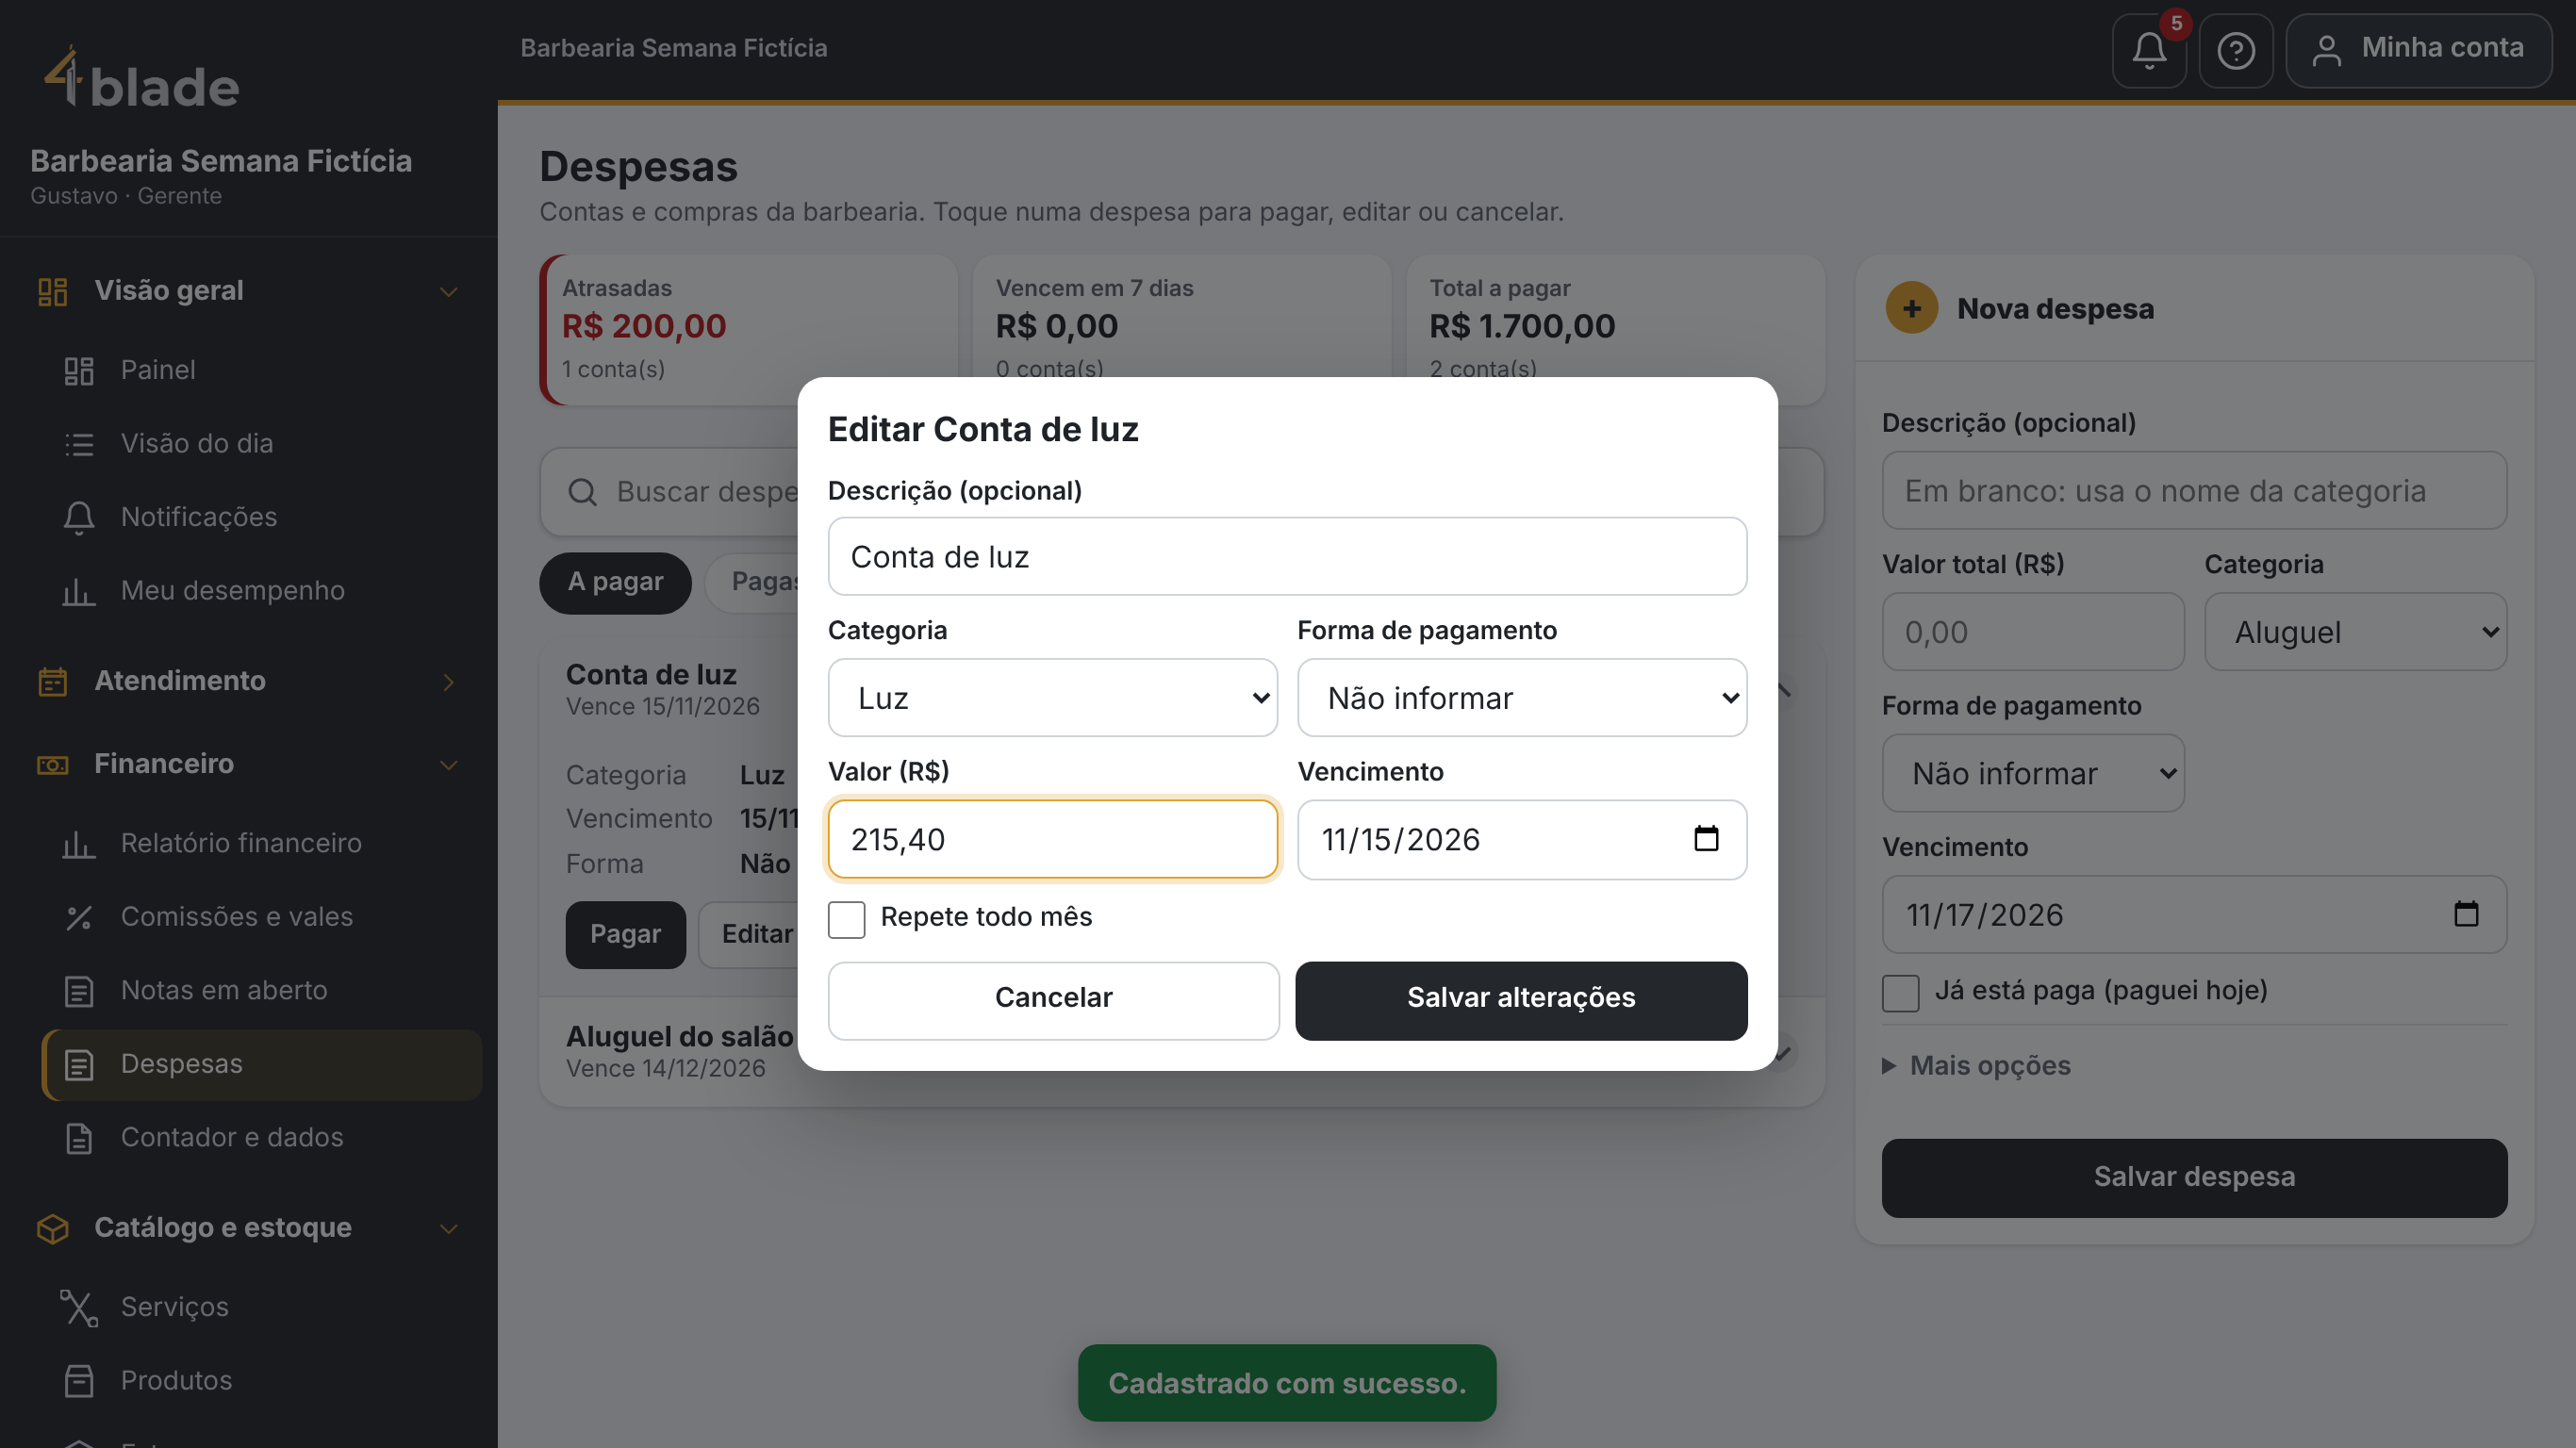 4blade
Barbearia Semana Fictícia
Gustavo · Gerente
Visão geral
Painel
Visão do dia
Notificações
Meu desempenho
Atendimento
Financeiro
Relatório financeiro
Comissões e vales
Notas em aberto
Despesas
Contador e dados
Catálogo e estoque
Serviços
Produtos
Barbearia Semana Fictícia
5
Minha conta
Despesas
Contas e compras da barbearia. Toque numa despesa para pagar, editar ou cancelar.
Atrasadas
R$ 200,00
1 conta(s)
Vencem em 7 dias
R$ 0,00
0 conta(s)
Total a pagar
R$ 1.700,00
2 conta(s)
Buscar despe
A pagar
Pagas
Conta de luz
Vence 15/11/2026
Categoria Luz
Vencimento 15/11
Forma Não
Pagar
Editar
Aluguel do salão
Vence 14/12/2026
Editar Conta de luz
Descrição (opcional)
Conta de luz
Categoria
Luz
Forma de pagamento
Não informar
Valor (R$)
215,40
Vencimento
11/15/2026
Repete todo mês
Cancelar
Salvar alterações
Nova despesa
Descrição (opcional)
Em branco: usa o nome da categoria
Valor total (R$)
0,00
Categoria
Aluguel
Forma de pagamento
Não informar
Vencimento
11/17/2026
Já está paga (paguei hoje)
Mais opções
Salvar despesa
Cadastrado com sucesso.